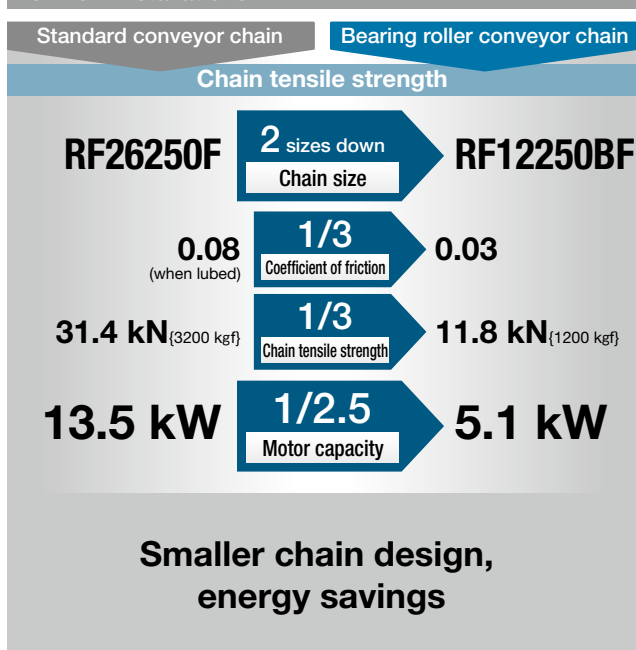 Standard conveyor chain
Bearing roller conveyor chain
Chain tensile strength
RF26250F
2 sizes down
Chain size
RF12250BF
0.08
(when lubed)
1/3
Coefficient of friction
0.03
31.4 kN{3200 kgf}
1/3
Chain tensile strength
11.8 kN{1200 kgf}
13.5 kW
1/2.5
Motor capacity
5.1 kW
Smaller chain design,
energy savings